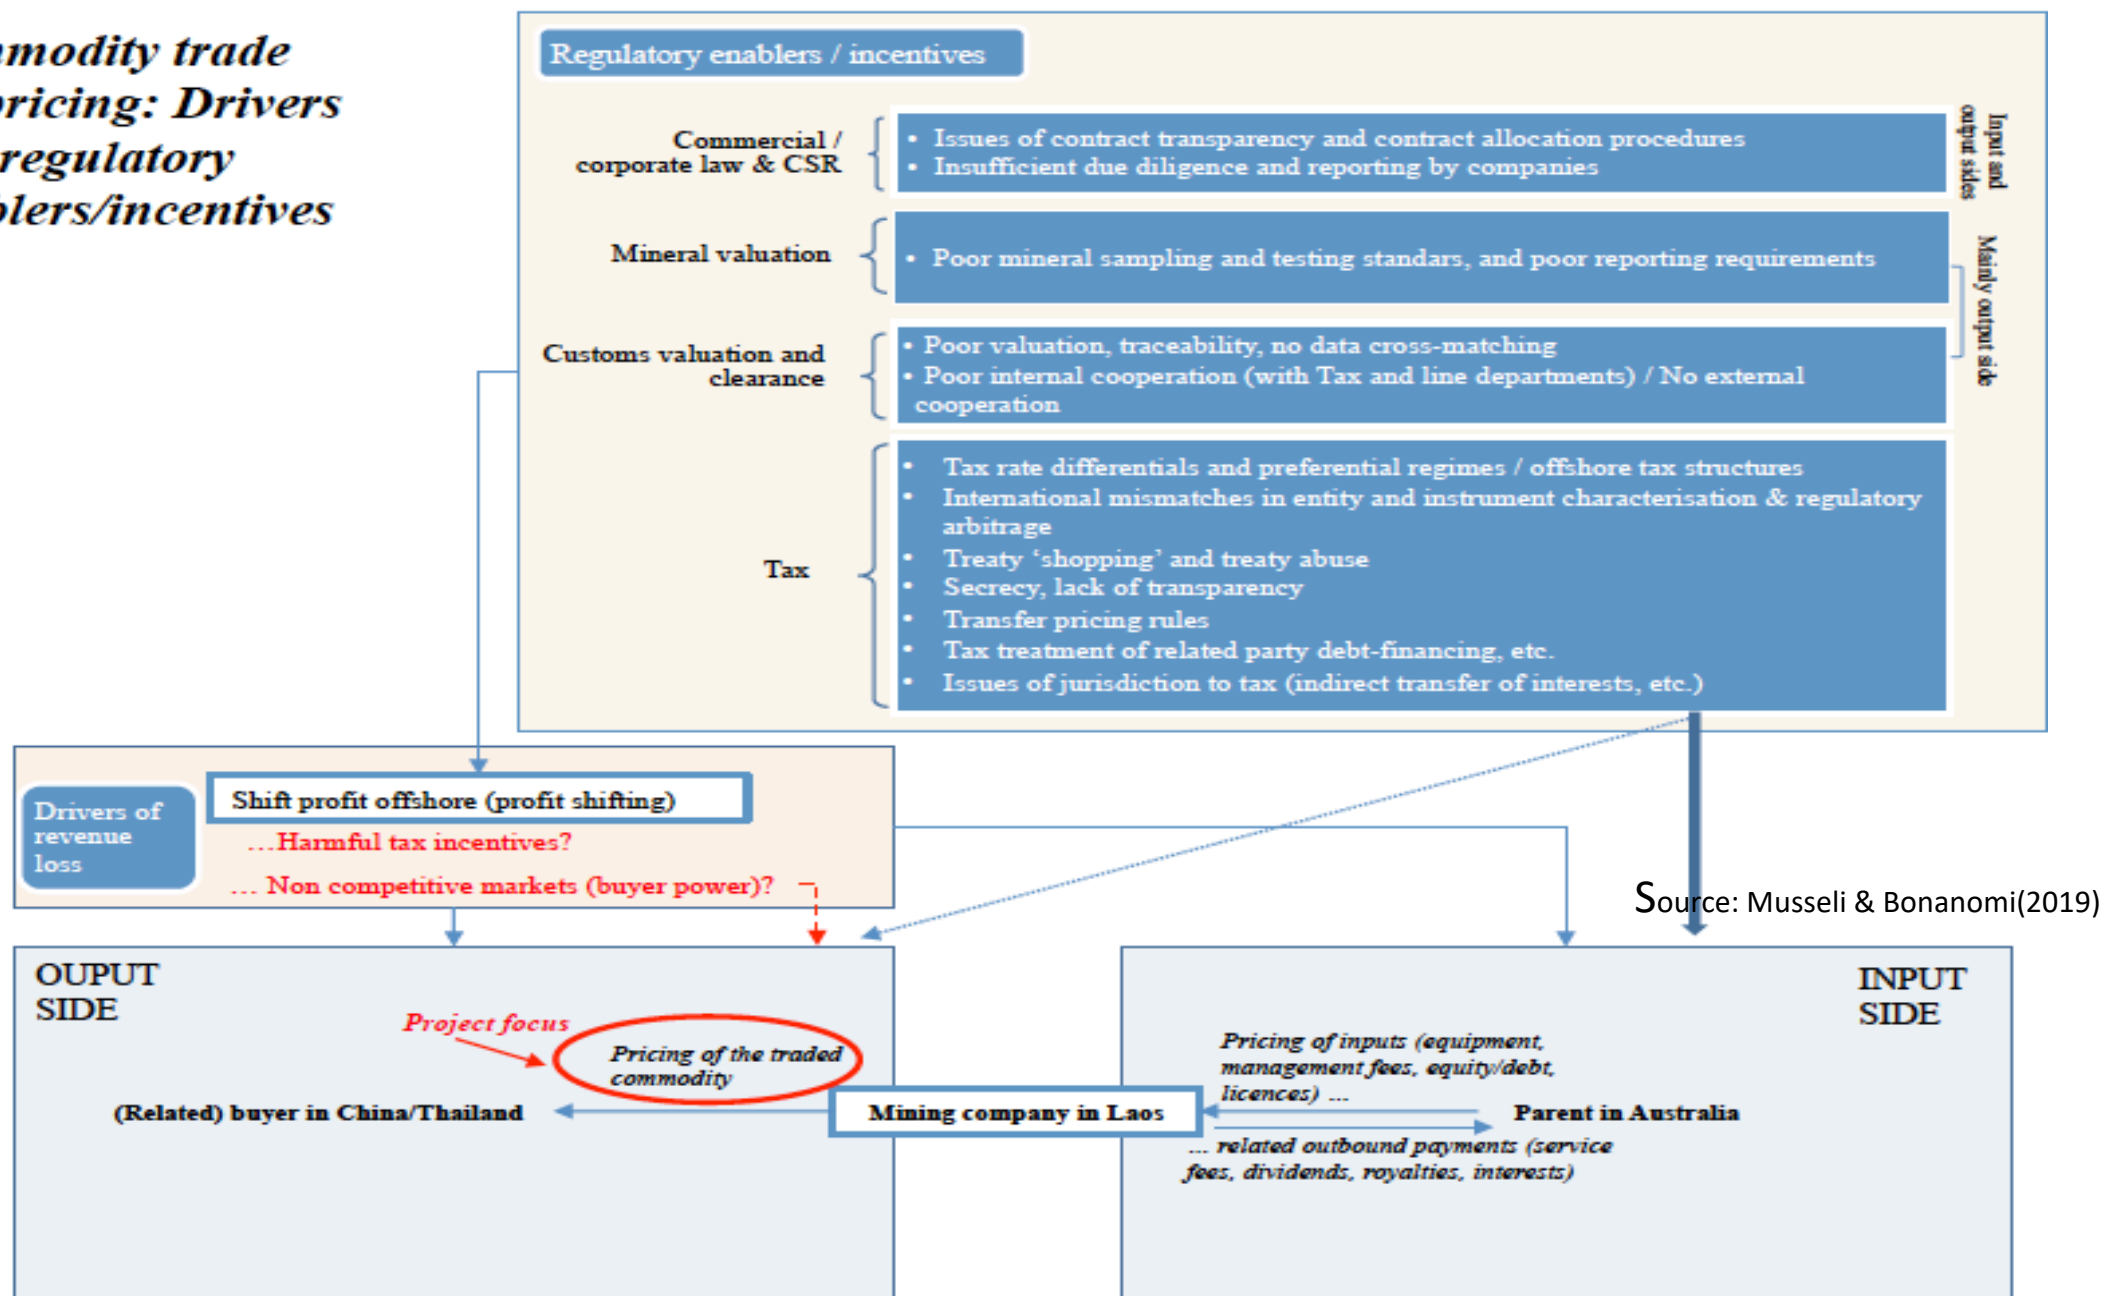 mmodity trade
pricing: Drivers
regulatory
blers/incentives
Regulatory enablers / incentives
Commercial /
corporate law & CSR
• Issues of contract transparency and contract allocation procedures
• Insufficient due diligence and reporting by companies
Input and
output sides
Mineral valuation
• Poor mineral sampling and testing standars, and poor reporting requirements
Mainly output side
Customs valuation and
clearance
• Poor valuation, traceability, no data cross-matching
• Poor internal cooperation (with Tax and line departments) / No external
cooperation
Tax
• Tax rate differentials and preferential regimes / offshore tax structures
• International mismatches in entity and instrument characterisation & regulatory
arbitrage
• Treaty ‘shopping’ and treaty abuse
• Secrecy, lack of transparency
• Transfer pricing rules
• Tax treatment of related party debt-financing, etc.
• Issues of jurisdiction to tax (indirect transfer of interests, etc.)
Drivers of
revenue
loss
Shift profit offshore (profit shifting)
…Harmful tax incentives?
… Non competitive markets (buyer power)?
Source: Musseli & Bonanomi(2019)
OUPUT
SIDE
Project focus
Pricing of the traded
commodity
(Related) buyer in China/Thailand
Mining company in Laos
INPUT
SIDE
Pricing of inputs (equipment,
management fees, equity/debt,
licences) ...
Parent in Australia
... related outbound payments (service
fees, dividends, royalties, interests)